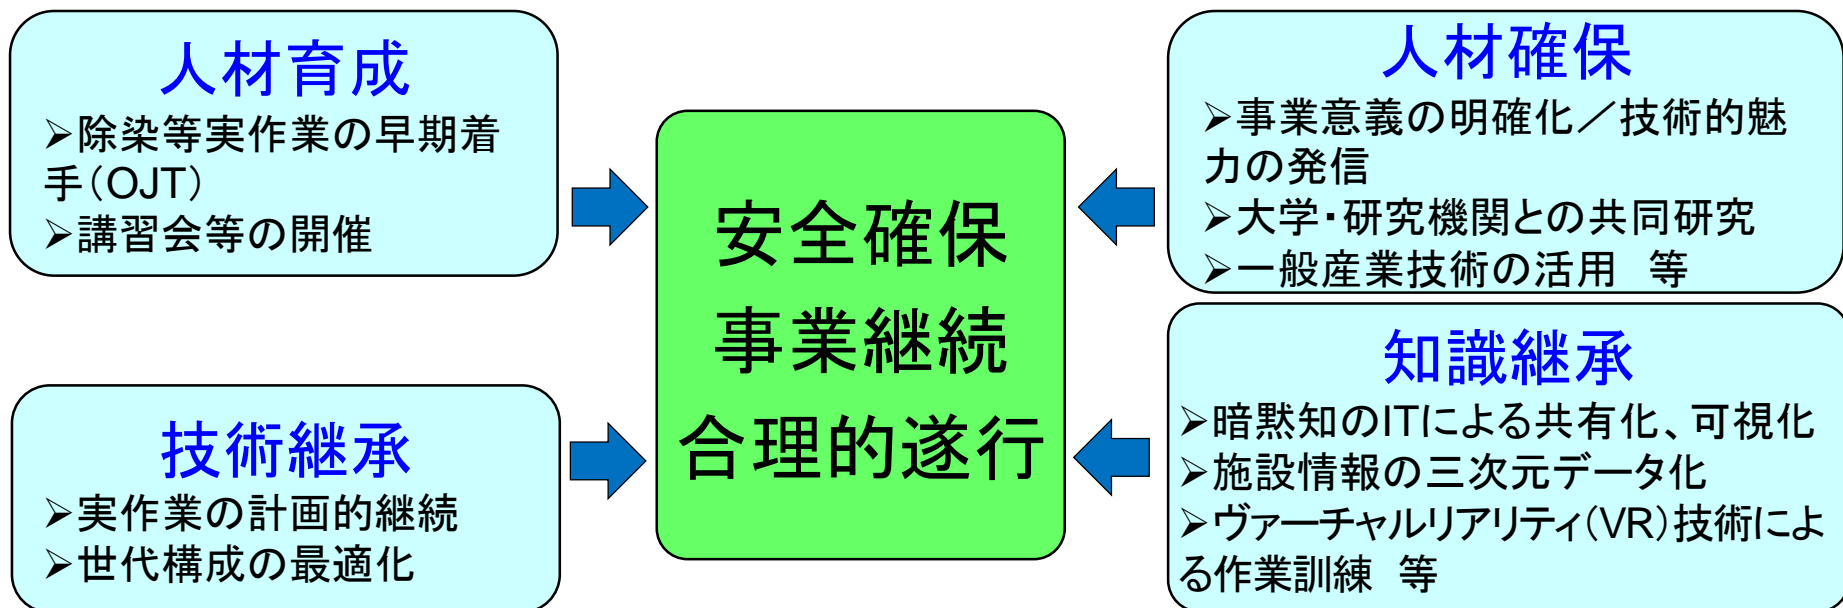 人材育成
➢除染等実作業の早期着
手(OJT)
➢講習会等の開催
技術継承
➢実作業の計画的継続
➢世代構成の最適化
安全確保
事業継続
合理的遂行
人材確保
➢事業意義の明確化／技術的魅
力の発信
➢大学・研究機関との共同研究
➢一般産業技術の活用　等
知識継承
➢暗黙知のITによる共有化、可視化
➢施設情報の三次元データ化
➢ヴァーチャルリアリティ(VR)技術によ
る作業訓練　等